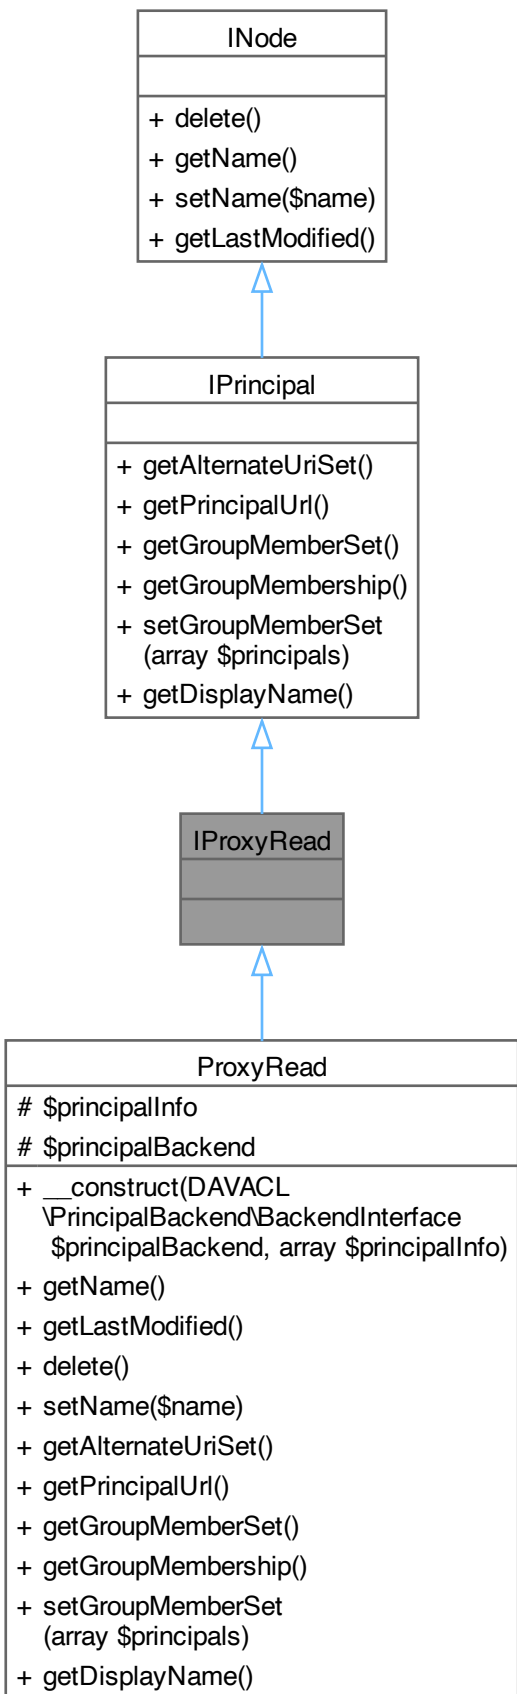 INode
+ delete()
+ getName()
+ setName($name)
+ getLastModified()
IPrincipal
+ getAlternateUriSet()
+ getPrincipalUrl()
+ getGroupMemberSet()
+ getGroupMembership()
+ setGroupMemberSet
(array $principals)
+ getDisplayName()
IProxyRead
ProxyRead
# $principalInfo
# $principalBackend
+ __construct(DAVACL
\PrincipalBackend\BackendInterface
$principalBackend, array $principalInfo)
+ getName()
+ getLastModified()
+ delete()
+ setName($name)
+ getAlternateUriSet()
+ getPrincipalUrl()
+ getGroupMemberSet()
+ getGroupMembership()
+ setGroupMemberSet
(array $principals)
+ getDisplayName()